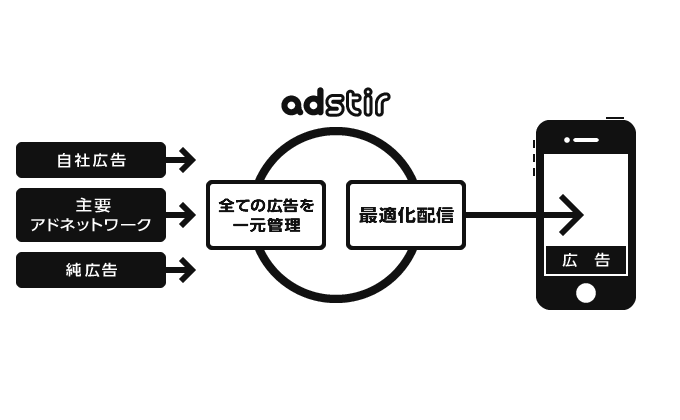 adstir
自社広告
主要
アドネットワーク
純広告
全ての広告を
一元管理
最適化配信
広 告